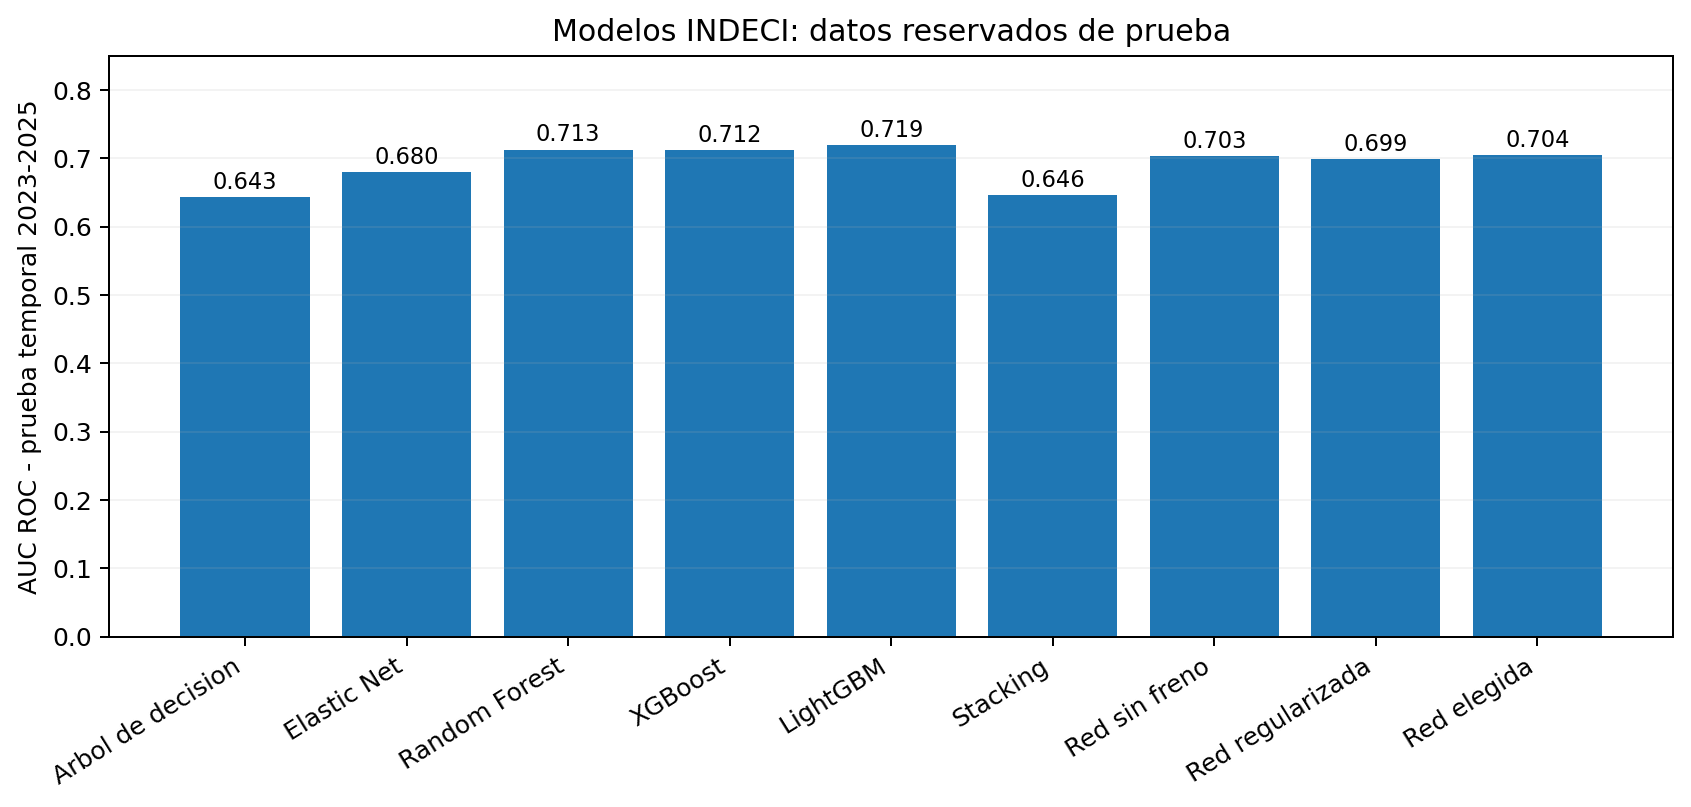 Modelos INDECI: datos reservados de prueba
AUC ROC - prueba temporal 2023-2025
0.8
0.7
0.6
0.5
0.4
0.3
0.2
0.1
0.0
0.643
0.680
0.713
0.712
0.719
0.646
0.703
0.699
0.704
Arbol de decision
Elastic Net
Random Forest
XGBoost
LightGBM
Stacking
Red sin freno
Red regularizada
Red elegida